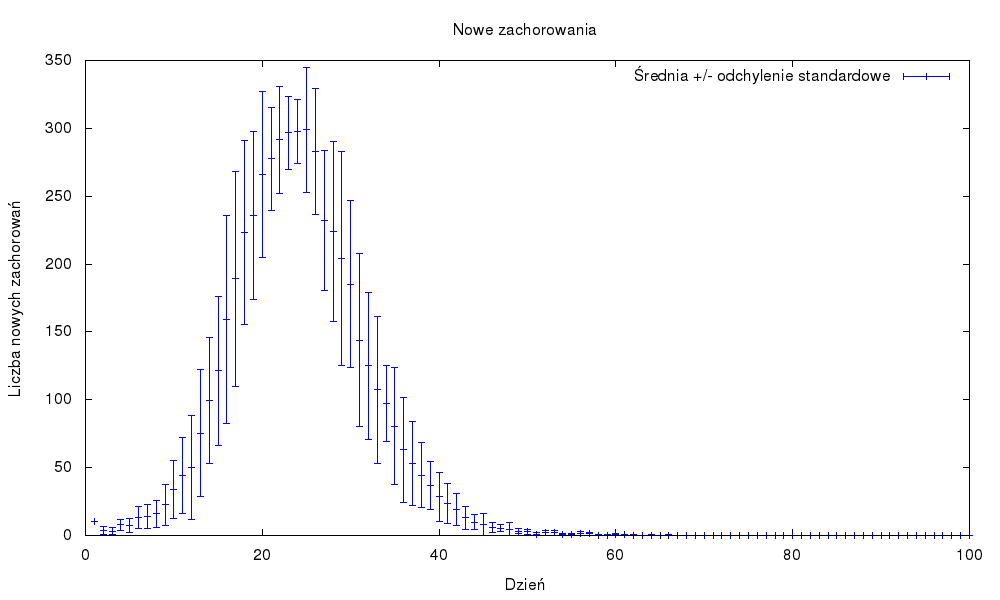 Nowe zachorowania
Średnia +/- odchylenie standardowe
350
300
250
200
150
100
50
0
Liczba nowych zachorowań
0 20 40 60 80 100
Dzień